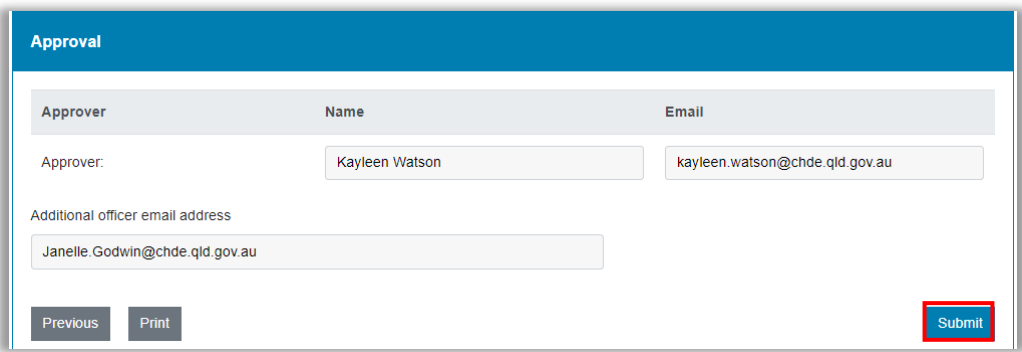 Approval
Approver Name Email
Approver: Kayleen Watson kayleen.watson@chde.qld.gov.au
Additional officer email address
Janelle.Godwin@chde.qld.gov.au
Previous Print Submit